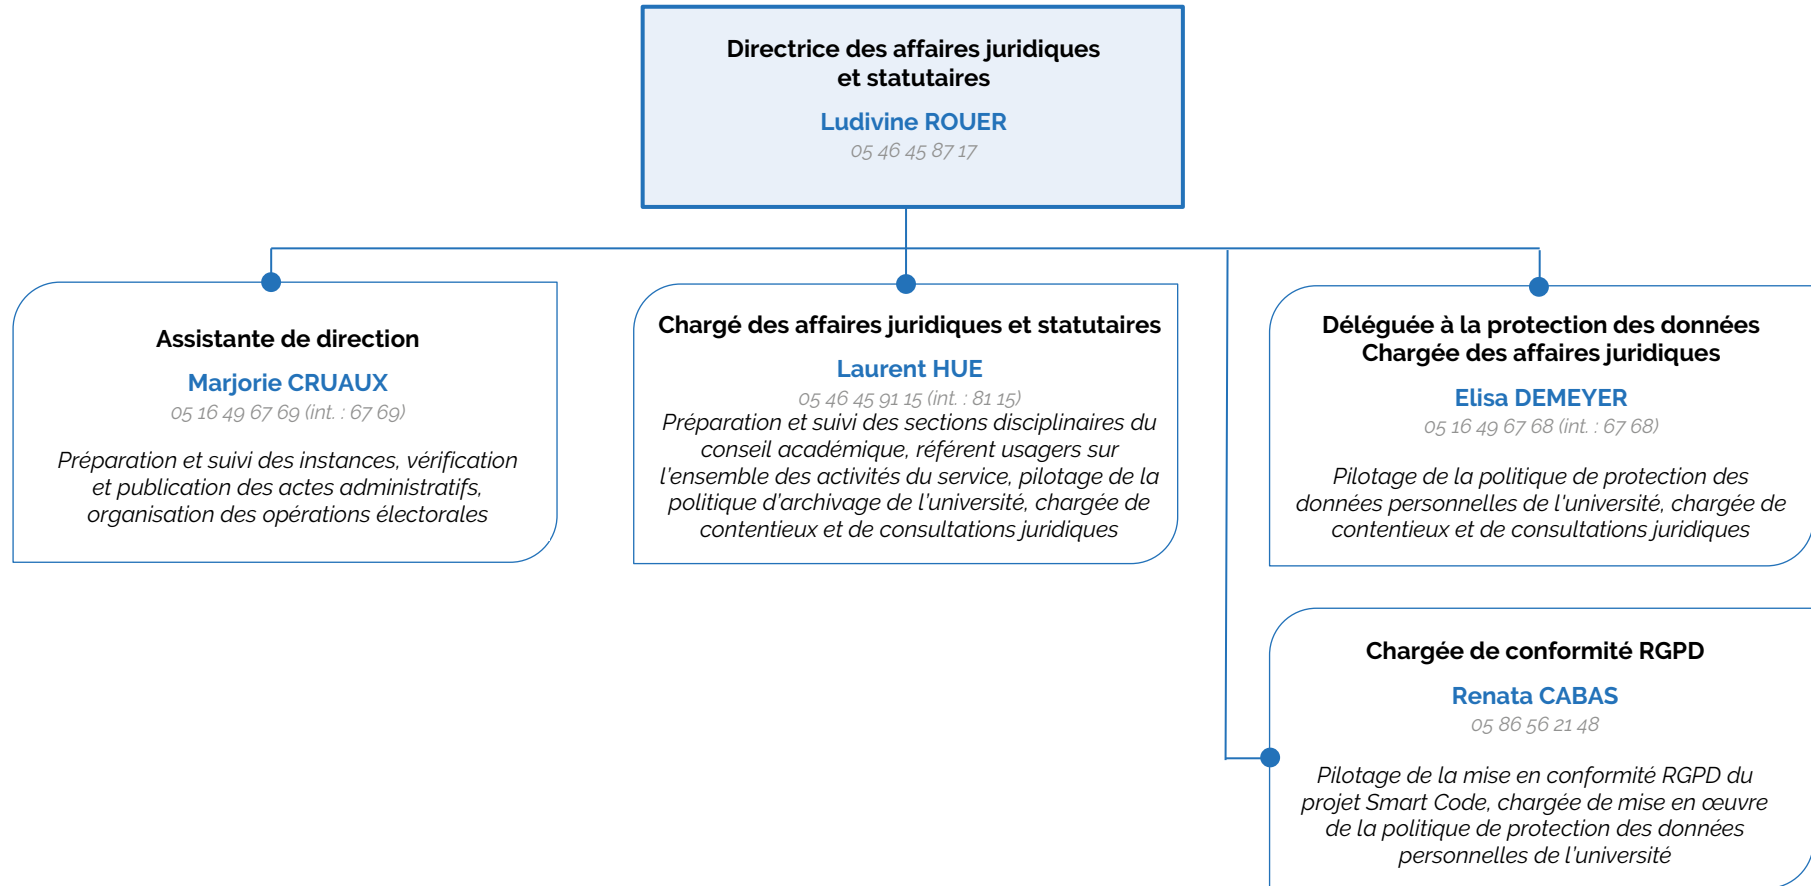 Directrice des affaires juridiques
et statutaires
Ludivine ROUER
05 46 45 87 17
Assistante de direction
Marjorie CRUAUX
05 16 49 67 69 (int. : 67 69)
Préparation et suivi des instances, vérification
et publication des actes administratifs,
organisation des opérations électorales
Chargé des affaires juridiques et statutaires
Laurent HUE
05 46 45 91 15 (int. : 81 15)
Préparation et suivi des sections disciplinaires du
conseil académique, référent usagers sur
l'ensemble des activités du service, pilotage de la
politique d'archivage de l'université, chargée de
contentieux et de consultations juridiques
Déléguée à la protection des données
Chargée des affaires juridiques
Elisa DEMEYER
05 16 49 67 68 (int. : 67 68)
Pilotage de la politique de protection des
données personnelles de l'université, chargée de
contentieux et de consultations juridiques
Chargée de conformité RGPD
Renata CABAS
05 86 56 21 48
Pilotage de la mise en conformité RGPD du
projet Smart Code, chargée de mise en œuvre
de la politique de protection des données
personnelles de l'université